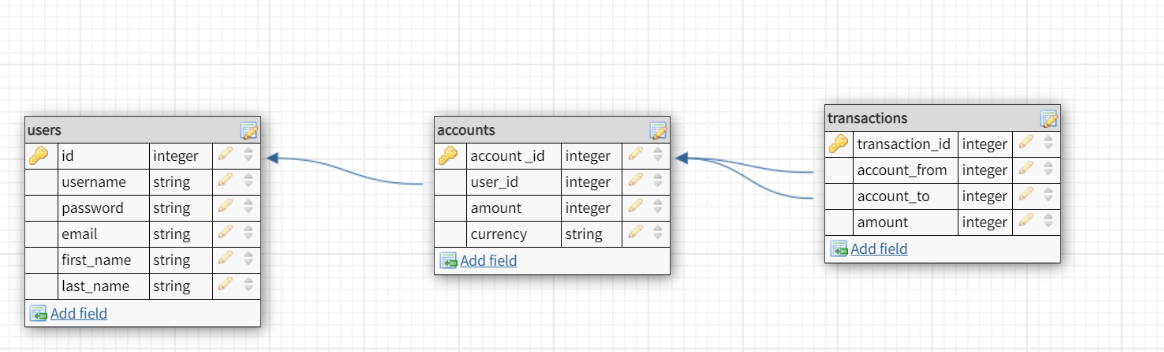 users
id integer
username string
password string
email string
first_name string
last_name string
Add field
accounts
account _id integer
user_id integer
amount integer
currency string
Add field
transactions
transaction_id integer
account_from integer
account_to integer
amount integer
Add field